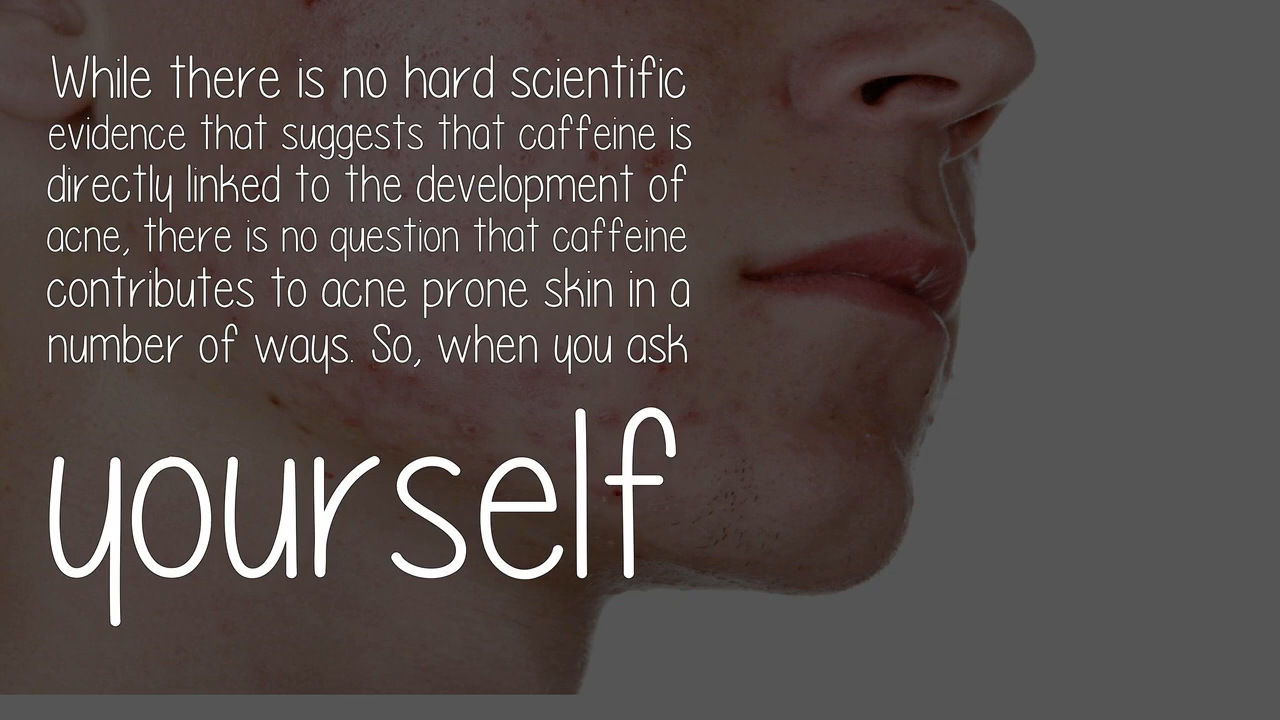 While there is no hard scientific
evidence that suggests that caffeine is
directly linked to the development of
acne, there is no question that caffeine
contributes to acne prone skin in a
number of ways. So, when you ask
yourself